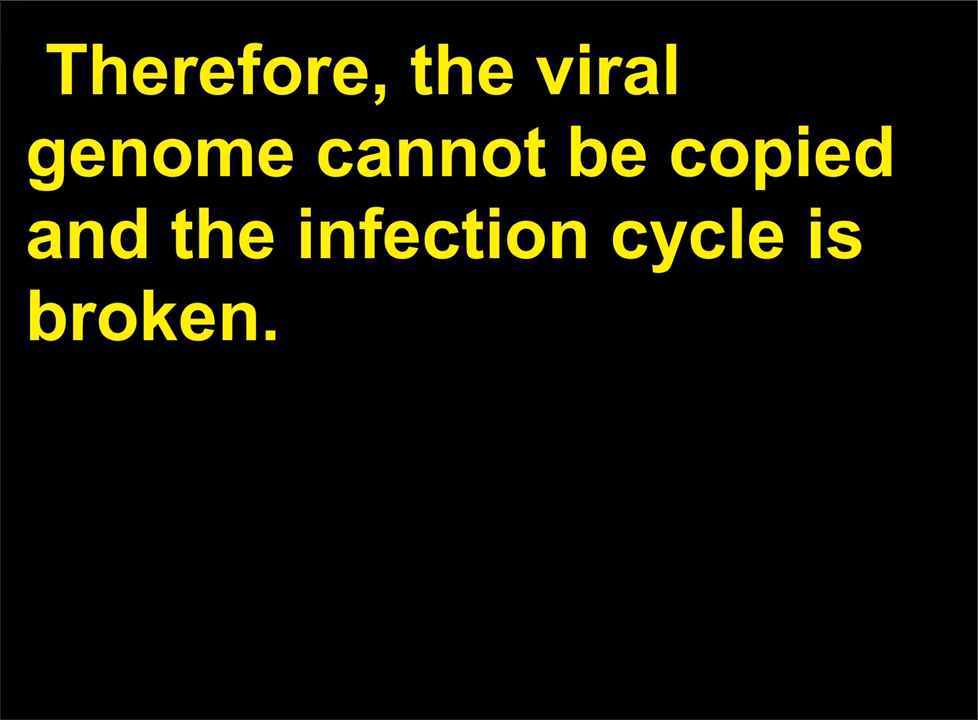 Therefore, the viral
genome cannot be copied
and the infection cycle is
broken.